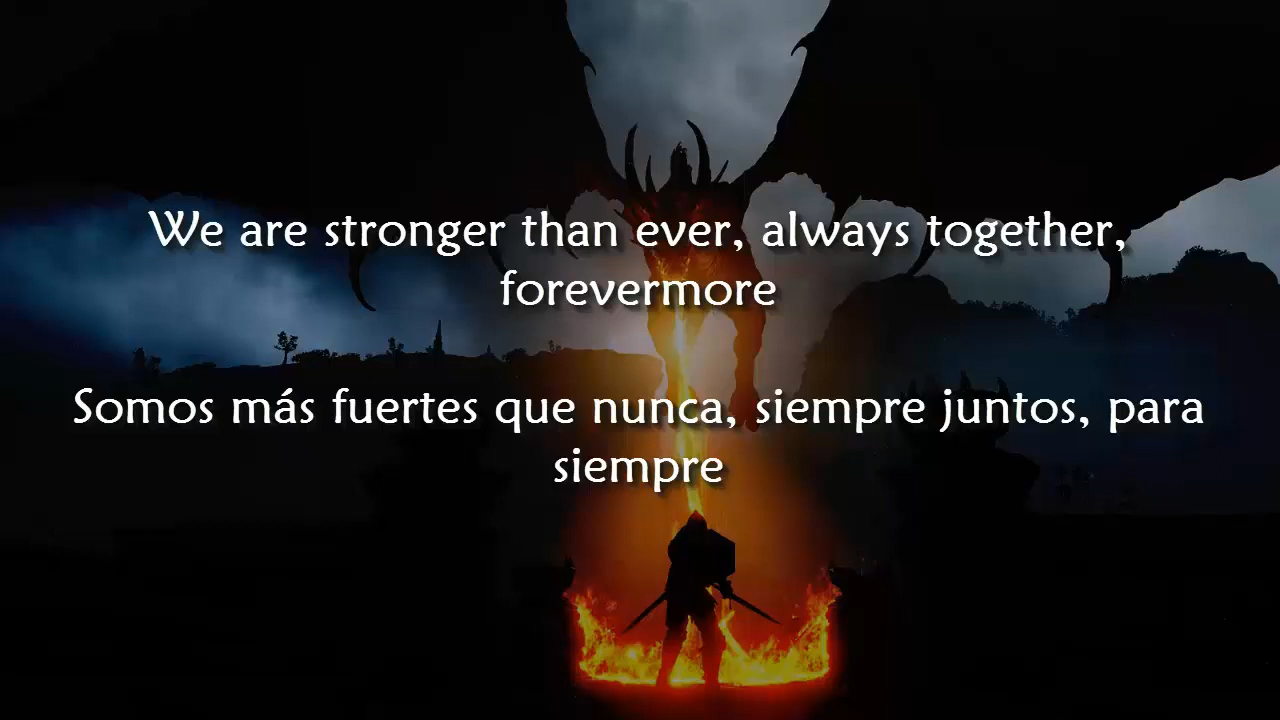 We are stronger than ever, always together,
forevermore
Somos más fuertes que nunca, siempre juntos, para
siempre